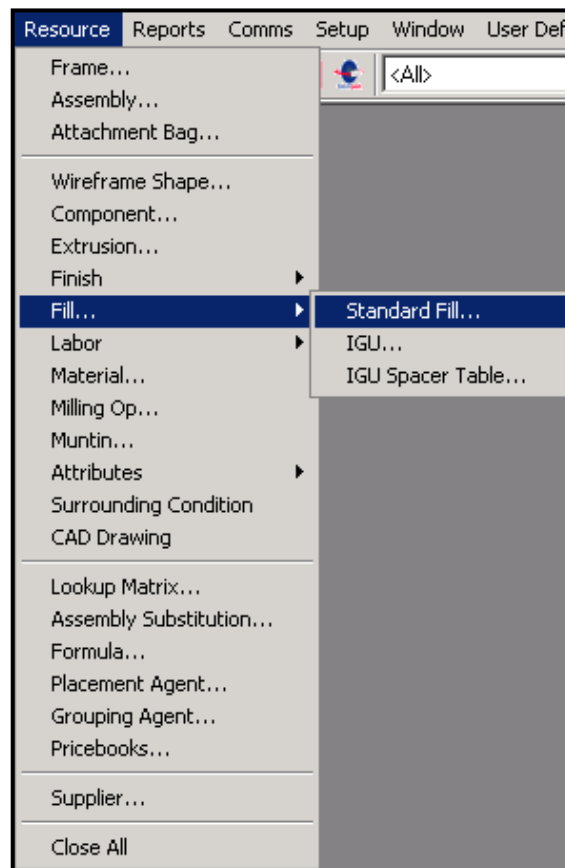 Resource Reports Comms Setup Window User Def
<All>
Frame...
Assembly...
Attachment Bag...
Wireframe Shape...
Component...
Extrusion...
Finish
Fill...
Standard Fill...
Labor
IGU...
Material...
IGU Spacer Table...
Milling Op...
Muntin...
Attributes
Surrounding Condition
CAD Drawing
Lookup Matrix...
Assembly Substitution...
Formula...
Placement Agent...
Grouping Agent...
Pricebooks...
Supplier...
Close All